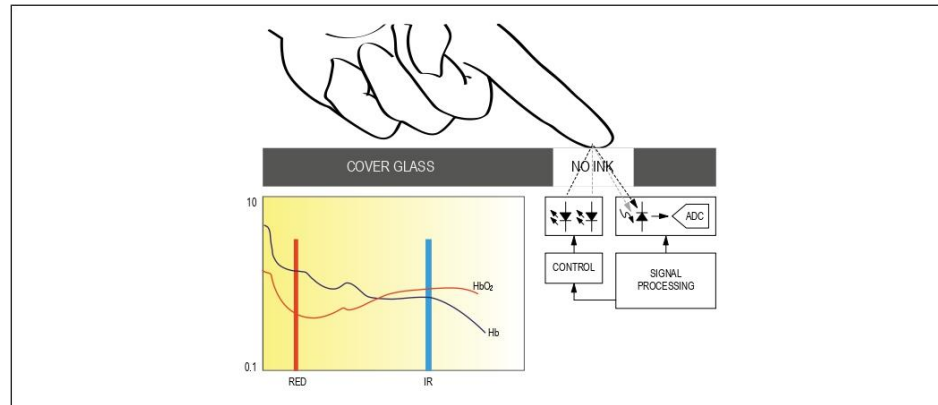 COVER GLASS
NO INK
10
ADC
CONTROL
SIGNAL
PROCESSING
HbO₂
Hb
0.1
RED
IR